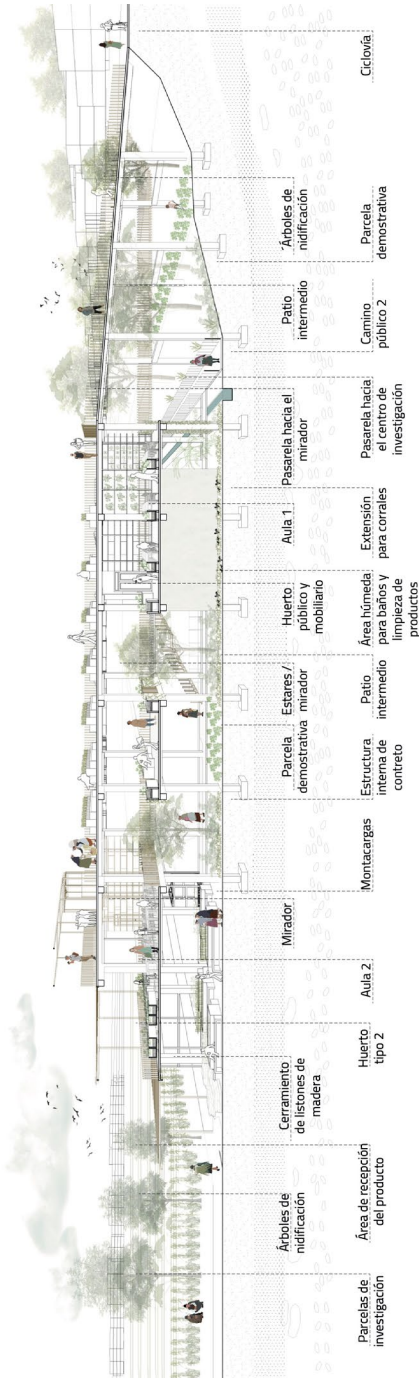 Árboles de
nidificación
Cerramiento
de listones de
madera
Mirador
Parcela
demostrativa
Estares /
mirador
Huerto
público y
mobiliario
Aula 1
Pasarela hacia el
mirador
Patio
intermedio
´Árboles de
nidificación
Parcelas de
investigación
Área de recepción
del producto
Huerto
tipo 2
Aula 2
Montacargas
Estructura
interna de
concreto
Patio
intermedio
Área húmeda
para baños y
limpieza de
productos
Extensión
para corrales
Pasarela hacia
el centro de
investigación
Camino
público 2
Parcela
demostrativa
Ciclovía